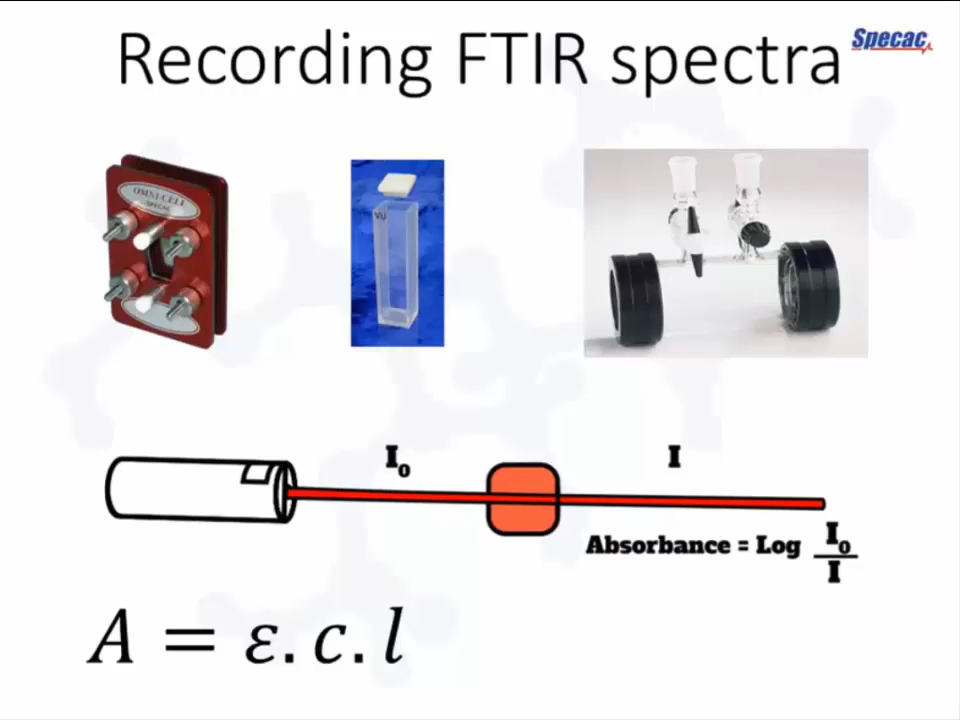 Recording FTIR spectra
Specac
OMNI-CELL
SPECAC
VU
I₀
I
Absorbance = Log I₀
I
A = ε. c. l